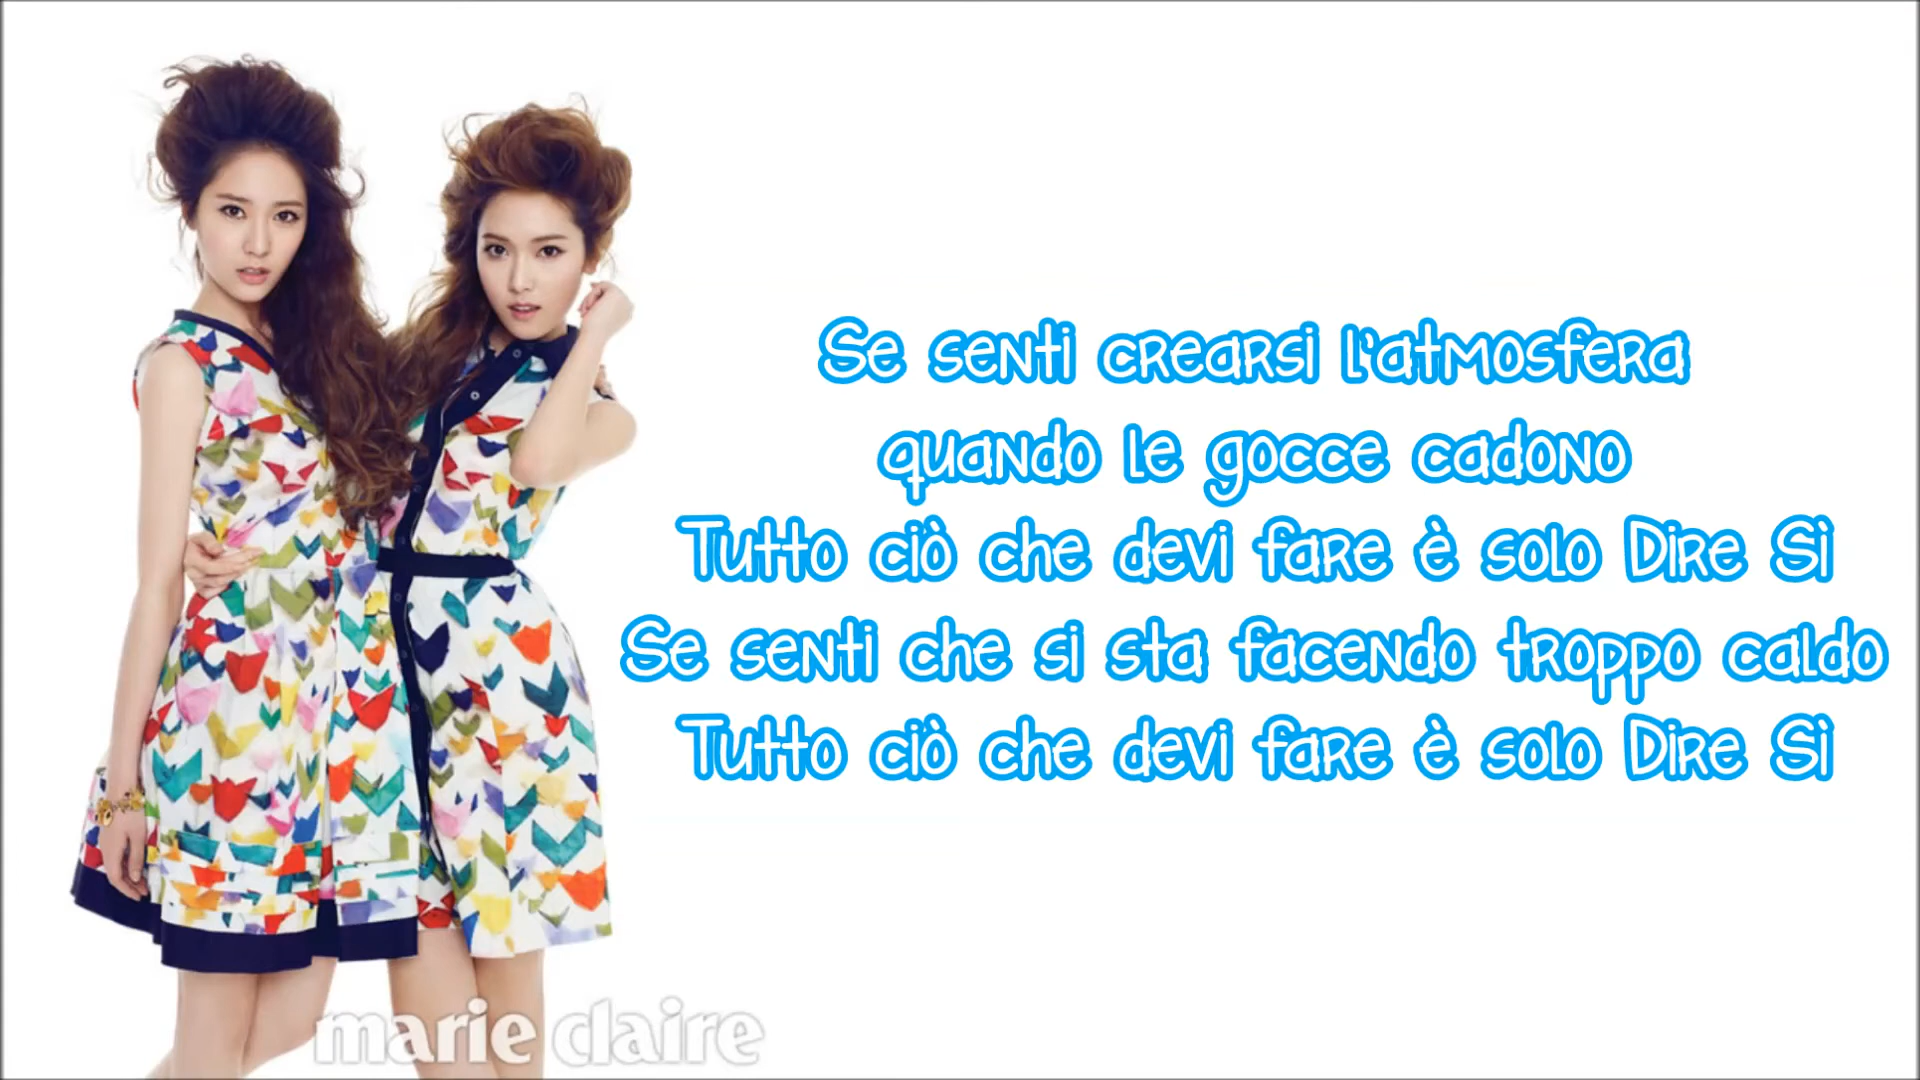 Se senti crearsi l'atmosfera
quando le gocce cadono
Tutto ciò che devi fare è solo Dire Sì
Se senti che si sta facendo troppo caldo
Tutto ciò che devi fare è solo Dire Sì
marie claire